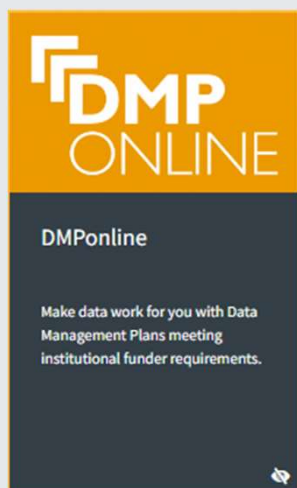 DMP
ONLINE
DMPonline
Make data work for you with Data
Management Plans meeting
institutional funder requirements.